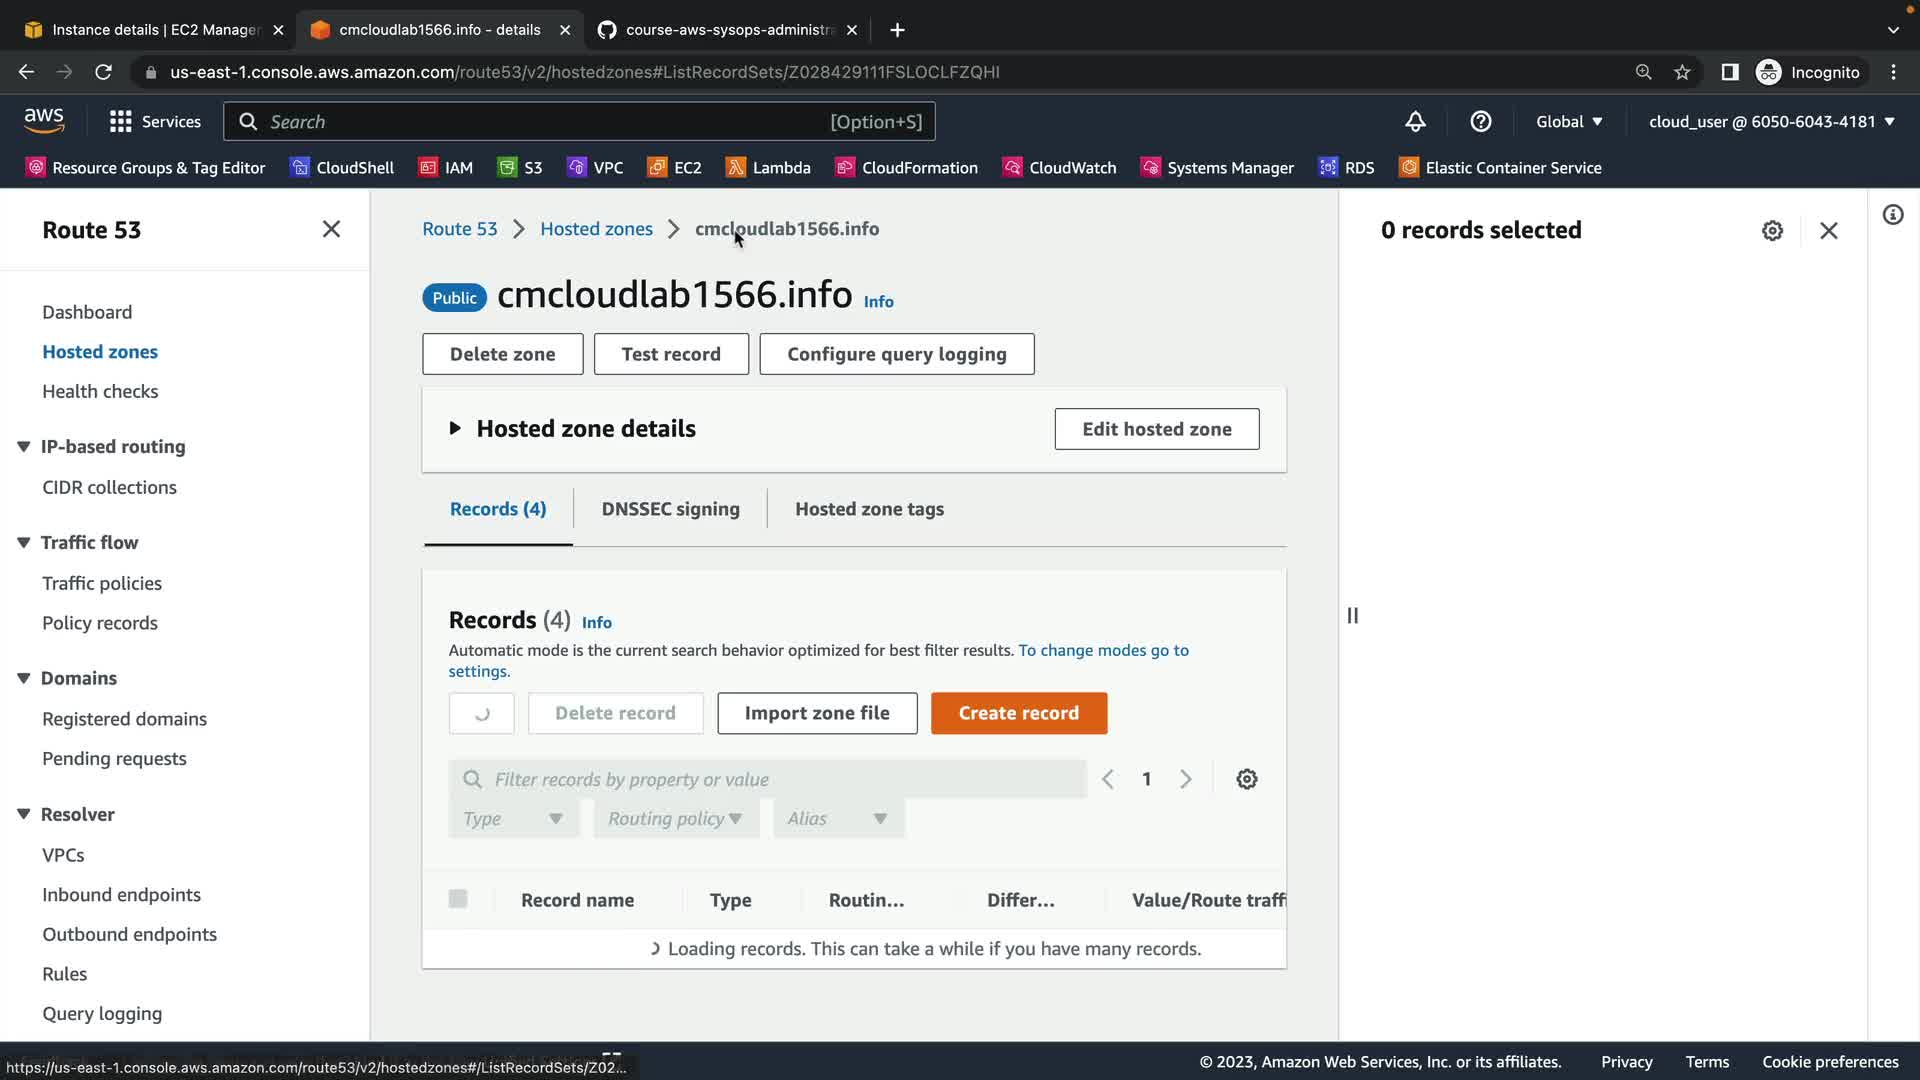 Instance details | EC2 Manager
cmcloudlab1566.info - details
course-aws-sysops-administra
us-east-1.console.aws.amazon.com/route53/v2/hostedzones#ListRecordSets/Z028429111FSLOCLFZQHI
Incognito
aws
Services
Search
[Option+S]
Global
cloud_user @ 6050-6043-4181
Resource Groups & Tag Editor
CloudShell
IAM
S3
VPC
EC2
Lambda
CloudFormation
CloudWatch
Systems Manager
RDS
Elastic Container Service
Route 53
Dashboard
Hosted zones
Health checks
IP-based routing
CIDR collections
Traffic flow
Traffic policies
Policy records
Domains
Registered domains
Pending requests
Resolver
VPCs
Inbound endpoints
Outbound endpoints
Rules
Query logging
Route 53
Hosted zones
cmcloudlab1566.info
Public
cmcloudlab1566.info
Info
Delete zone
Test record
Configure query logging
Hosted zone details
Edit hosted zone
Records (4)
DNSSEC signing
Hosted zone tags
Records (4) Info
Automatic mode is the current search behavior optimized for best filter results. To change modes go to
settings.
Delete record
Import zone file
Create record
Filter records by property or value
1
Type
Routing policy
Alias
Record name
Type
Routin...
Differ...
Value/Route traffi
Loading records. This can take a while if you have many records.
0 records selected
https://us-east-1.console.aws.amazon.com/route53/v2/hostedzones#/ListRecordSets/Z02...
© 2023, Amazon Web Services, Inc. or its affiliates.
Privacy
Terms
Cookie preferences